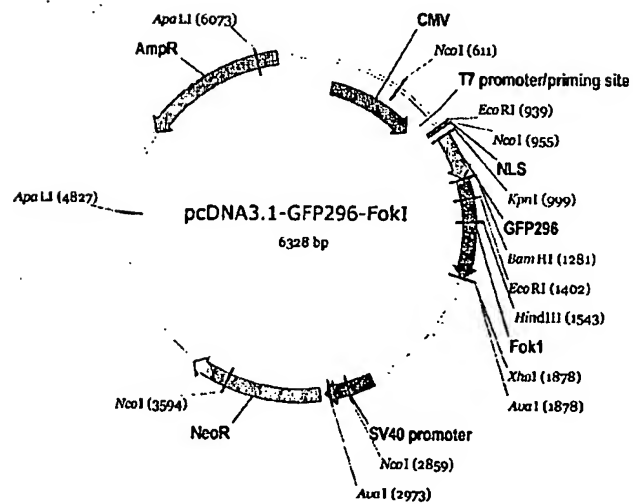 ApaLI (6073)
AmpR
CMV
NcoI (611)
T7 promoter/priming site
EcoRI (939)
NcoI (955)
NLS
KpnI (999)
GFP296
BamHI (1281)
EcoRI (1402)
HindIII (1543)
Fok1
XhoI (1878)
AvaI (1878)
ApaLI (4827)
pcDNA3.1-GFP296-FokI
6328 bp
NcoI (3594)
NeoR
SV40 promoter
NcoI (2859)
AvaI (2973)